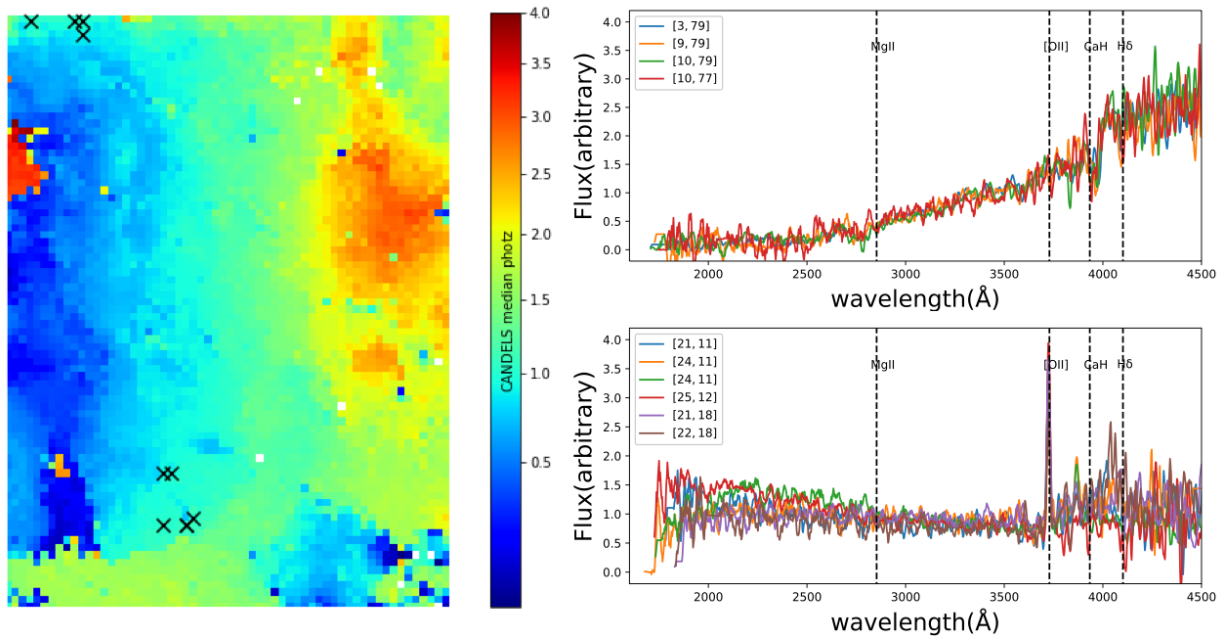 4.0
3.0
2.5
2.0
1.5
1.0
0.5
CANDELS median photz
[3, 79]
[9, 79]
[10, 79]
[10, 77]
MgII
[OII]
CaH
Hδ
4.0
3.5
3.0
2.5
2.0
1.5
1.0
0.5
0.0
Flux(arbitrary)
2000 2500 3000 3500 4000 4500
wavelength(Å)
[21, 11]
[24, 11]
[24, 11]
[25, 12]
[21, 18]
[22, 18]
MgII
[OII]
CaH
Hδ
4.0
3.5
3.0
2.5
2.0
1.5
1.0
0.5
0.0
Flux(arbitrary)
2000 2500 3000 3500 4000 4500
wavelength(Å)